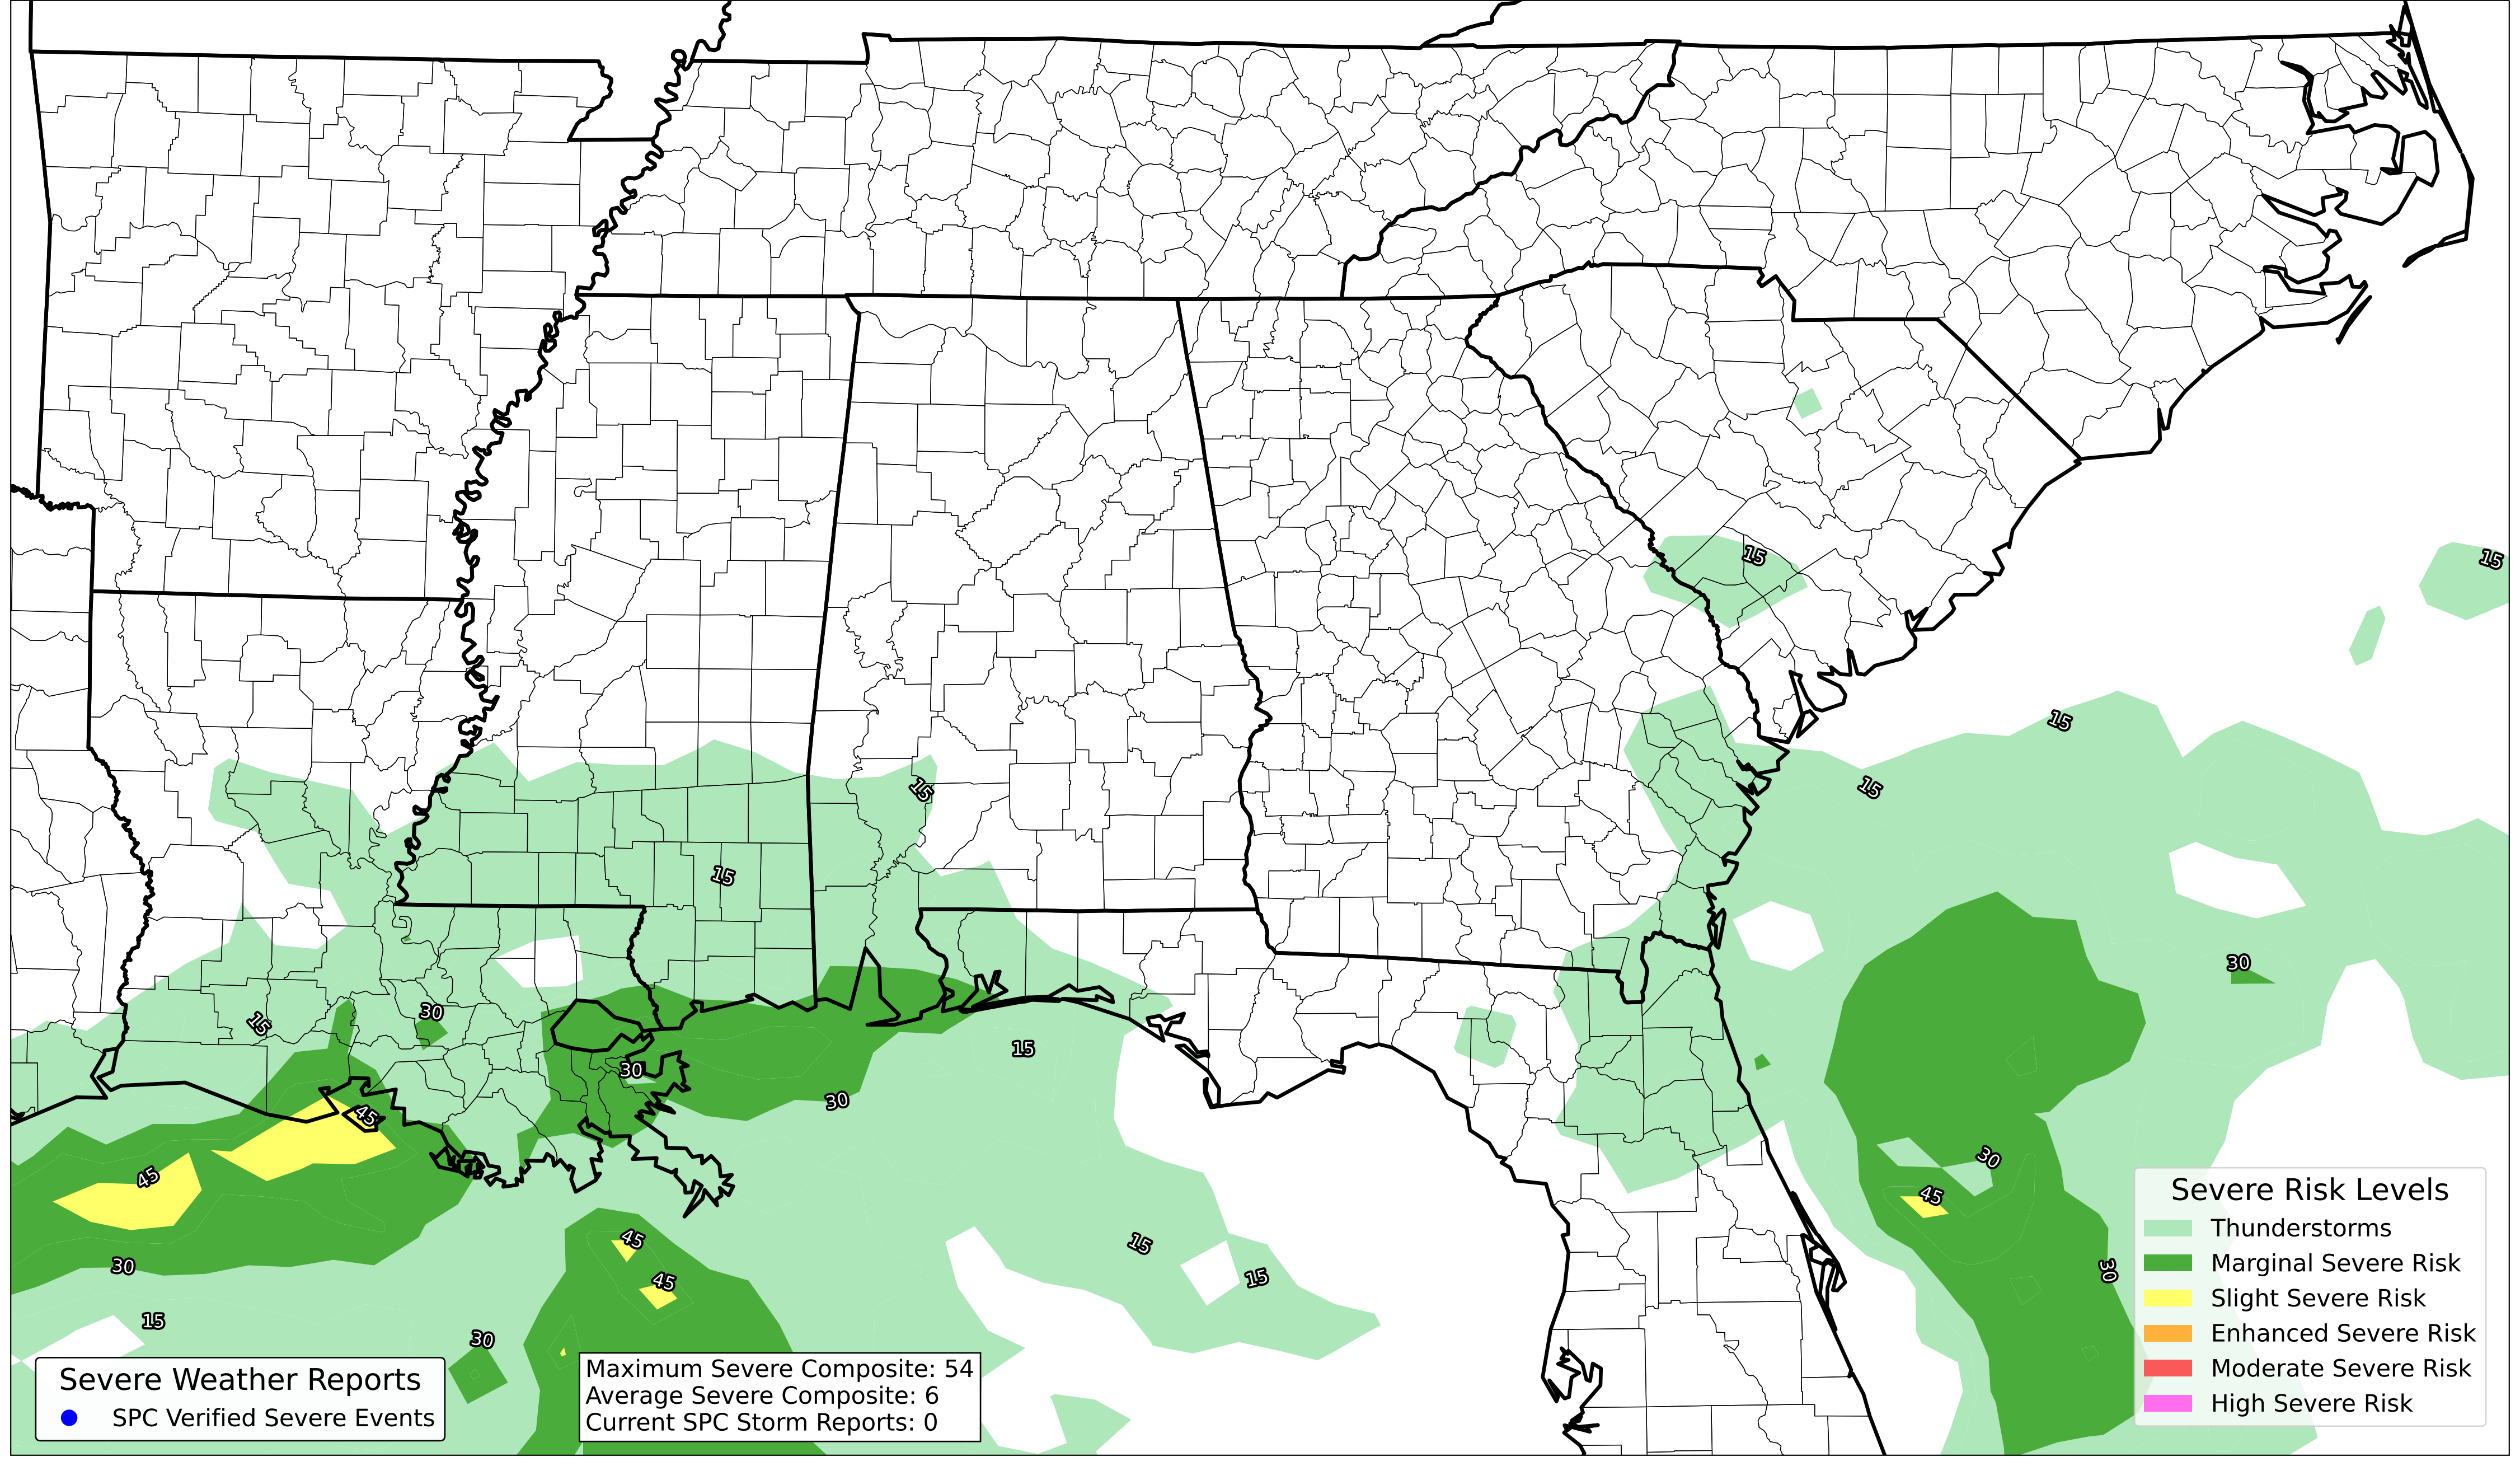 15
15
15
15
15
15
30
30
15
15
30
30
45
30
30
45
45
30
45
15
15
30
45
30
15
30
Severe Risk Levels
Thunderstorms
Marginal Severe Risk
Slight Severe Risk
Enhanced Severe Risk
Moderate Severe Risk
High Severe Risk
Severe Weather Reports
SPC Verified Severe Events
Maximum Severe Composite: 54
Average Severe Composite: 6
Current SPC Storm Reports: 0